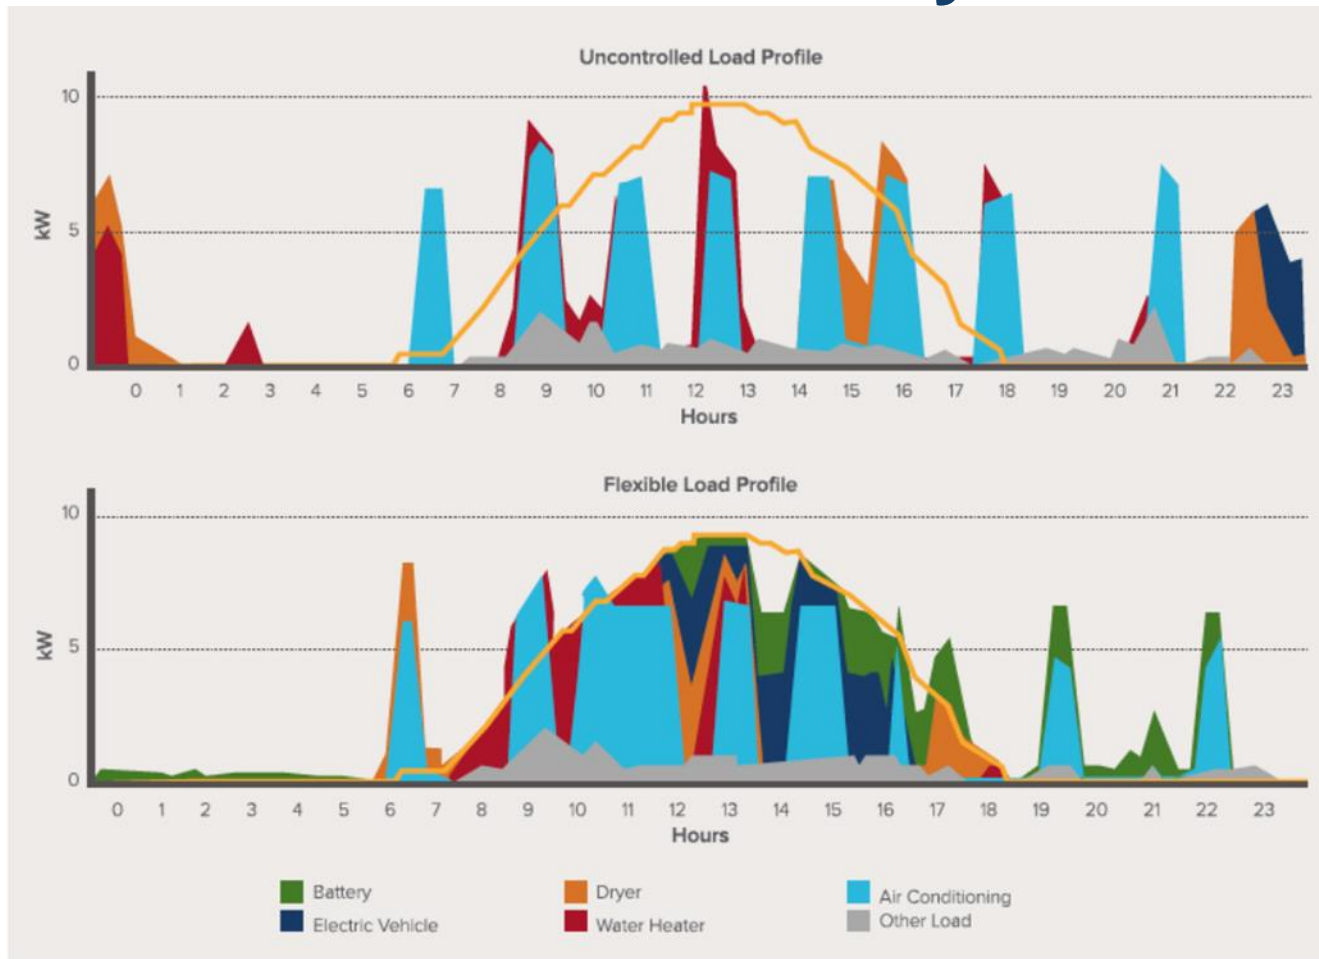 Uncontrolled Load Profile
10
5
0
kW
0 1 2 3 4 5 6 7 8 9 10 11 12 13 14 15 16 17 18 19 20 21 22 23
Hours
Flexible Load Profile
10
5
0
kW
0 1 2 3 4 5 6 7 8 9 10 11 12 13 14 15 16 17 18 19 20 21 22 23
Hours
Battery Dryer Air Conditioning
Electric Vehicle Water Heater Other Load